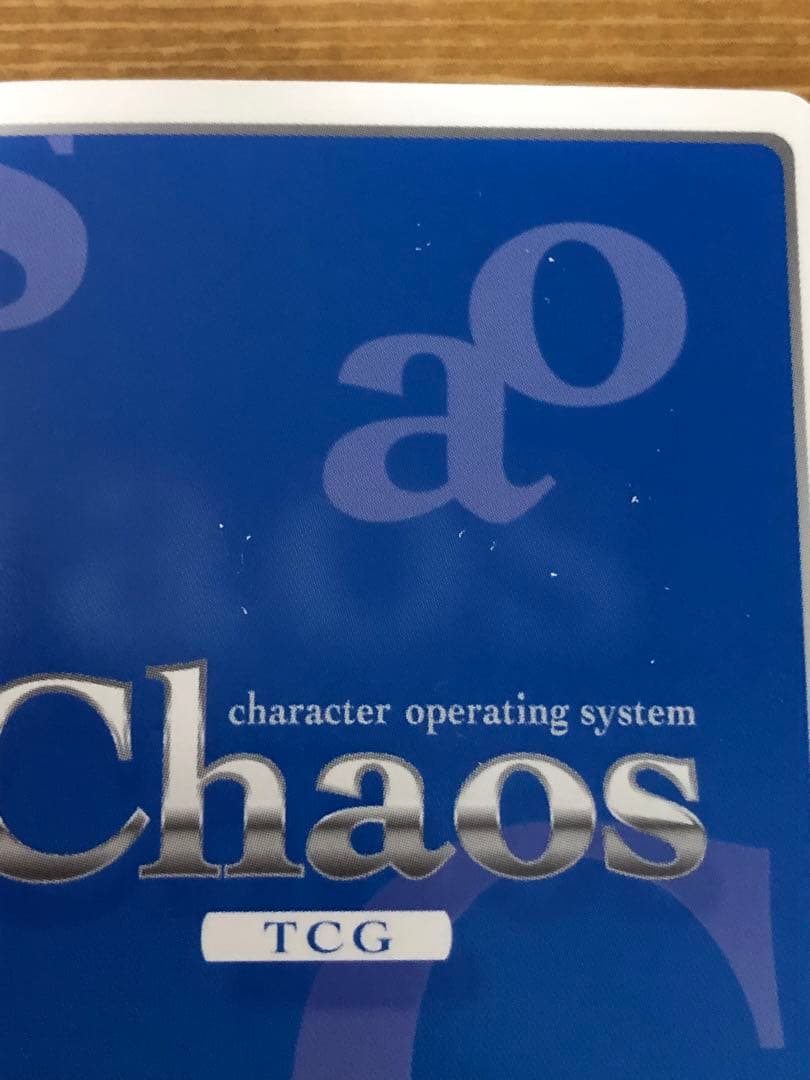 s
o
a
character operating system
Chaos
TCG
C